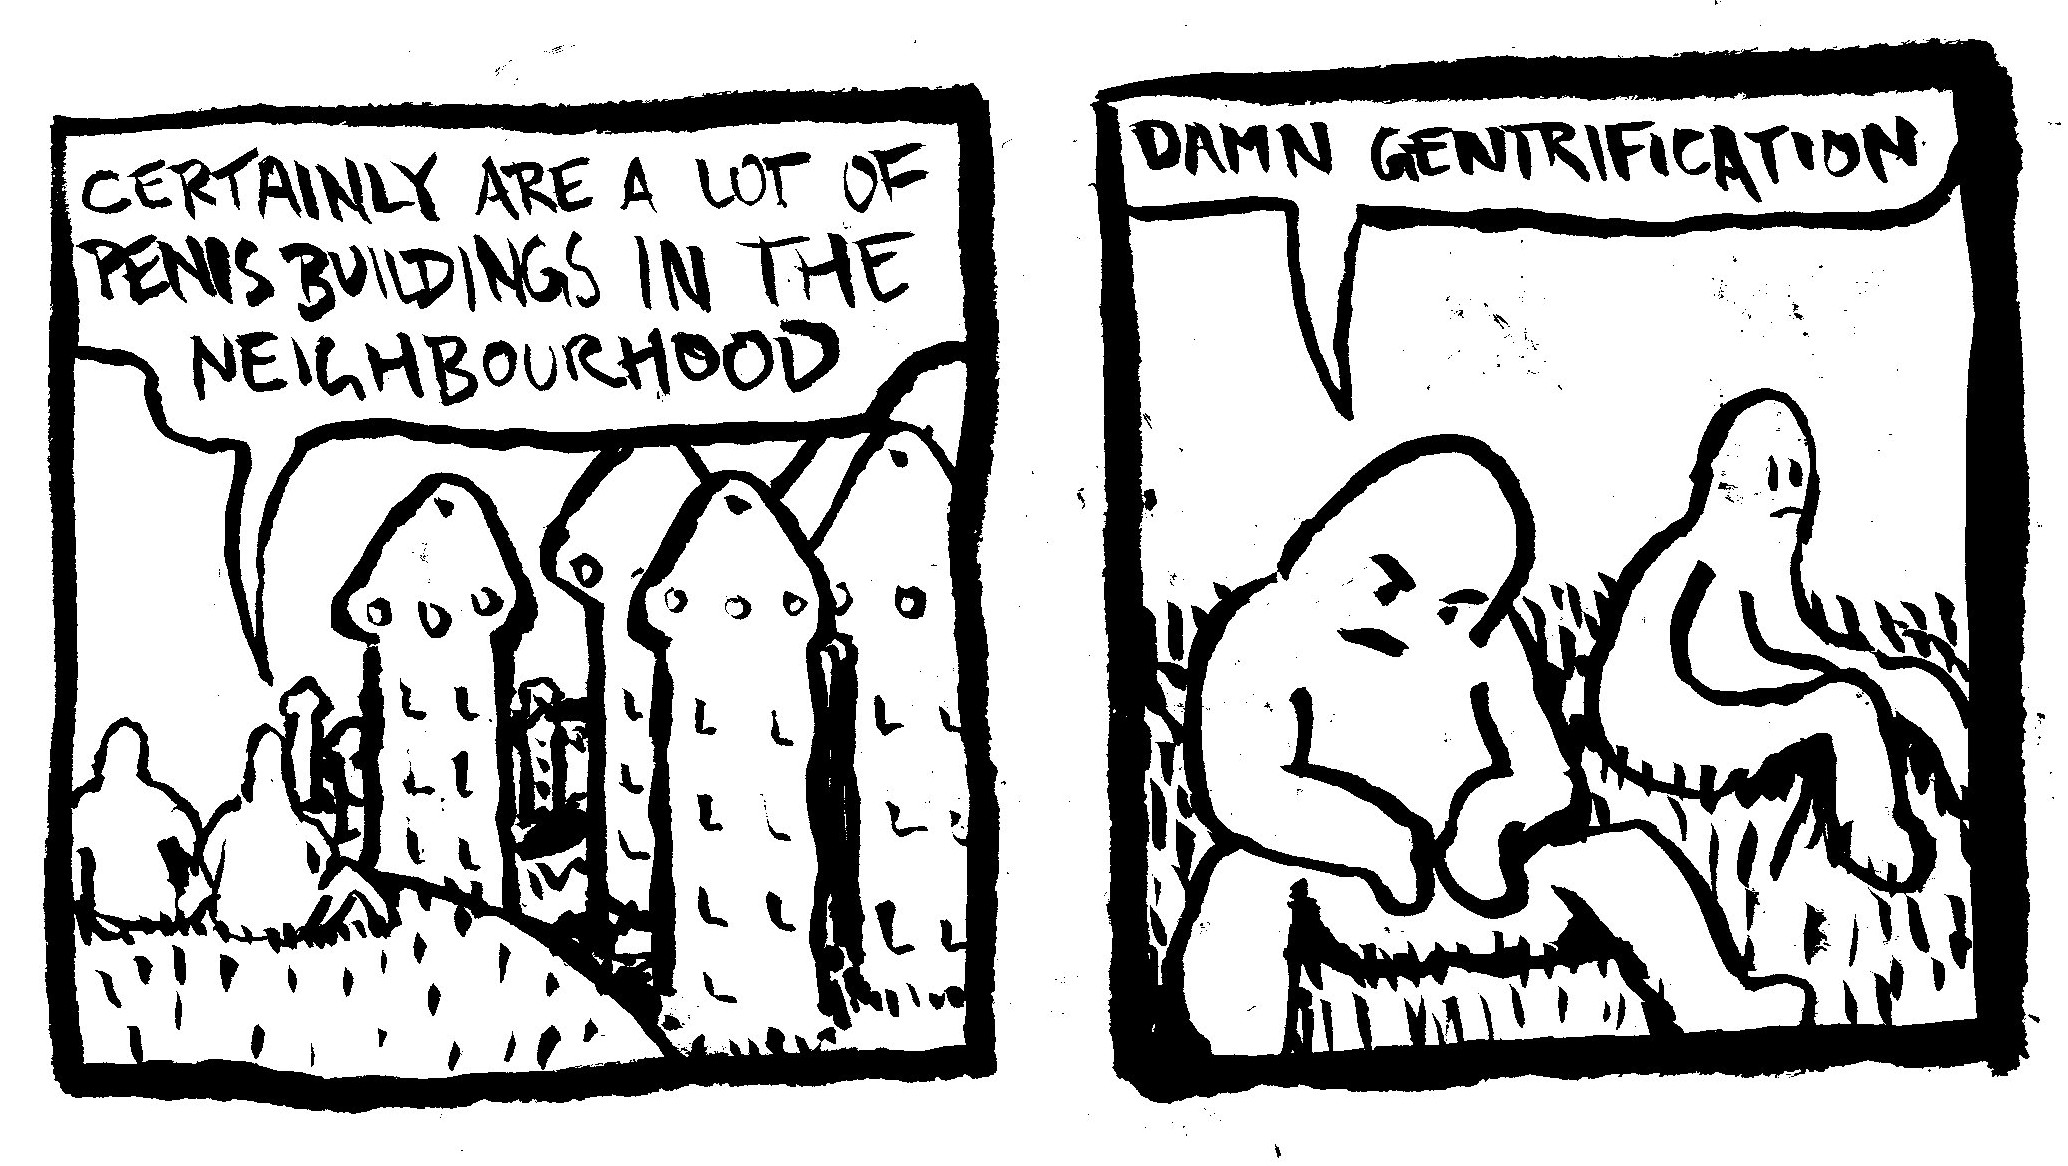 CERTAINLY ARE A LOT OF
PENIS BUILDINGS IN THE
NEIGHBOURHOOD
DAMN GENTRIFICATION